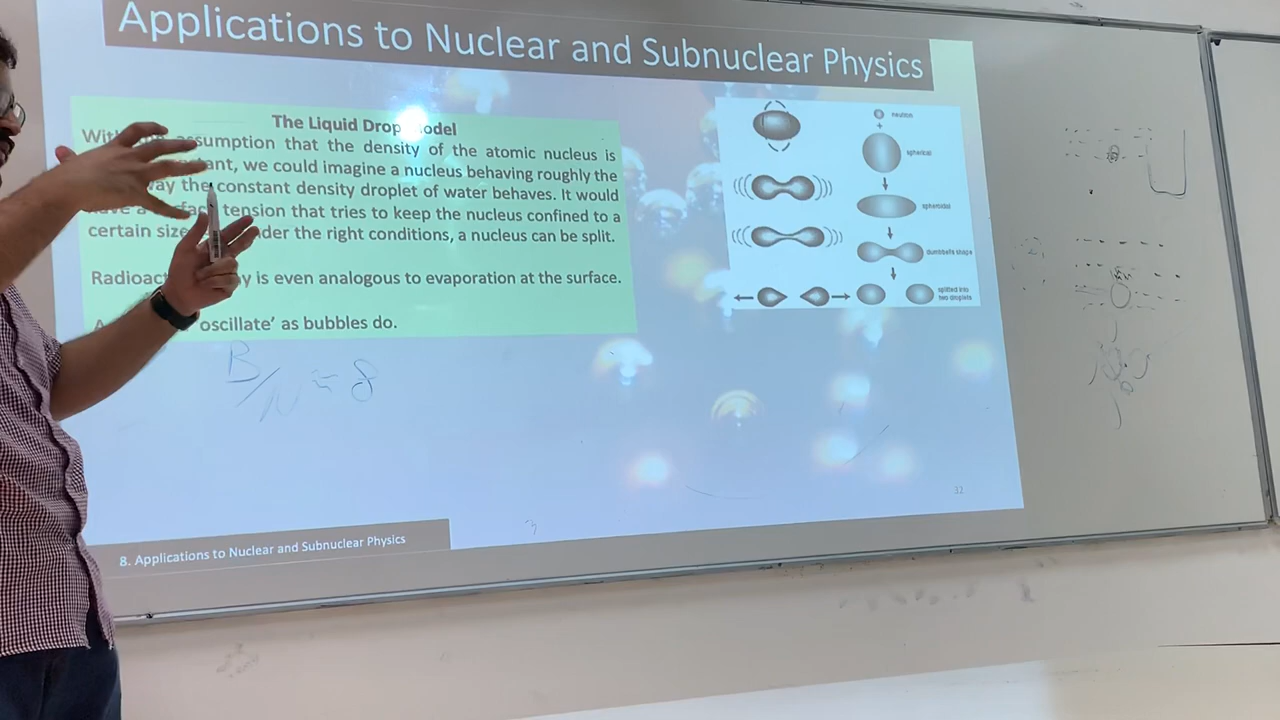 Applications to Nuclear and Subnuclear Physics
The Liquid Drop
sumption that the density of the atomic nucleus is
we could imagine a nucleus behaving roughly the
the constant density droplet of water behaves. It would
tension that tries to keep the nucleus confined to a
certain size the right conditions, a nucleus can be split.
is even analogous to evaporation at the surface.
oscillate' as bubbles do.
neutron
+
spherical
spheroidal
dumbbells shape
splitted into
two droplets
B/N ≈ 8
32
8. Applications to Nuclear and Subnuclear Physics